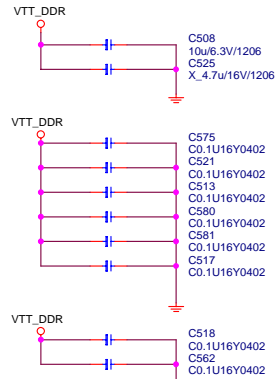 VTT_DDR
C508
10u/6.3V/1206
C525
X_4.7u/16V/1206
VTT_DDR
C575
C0.1U16Y0402
C521
C0.1U16Y0402
C513
C0.1U16Y0402
C580
C0.1U16Y0402
C581
C0.1U16Y0402
C517
C0.1U16Y0402
VTT_DDR
C518
C0.1U16Y0402
C562
C0.1U16Y0402